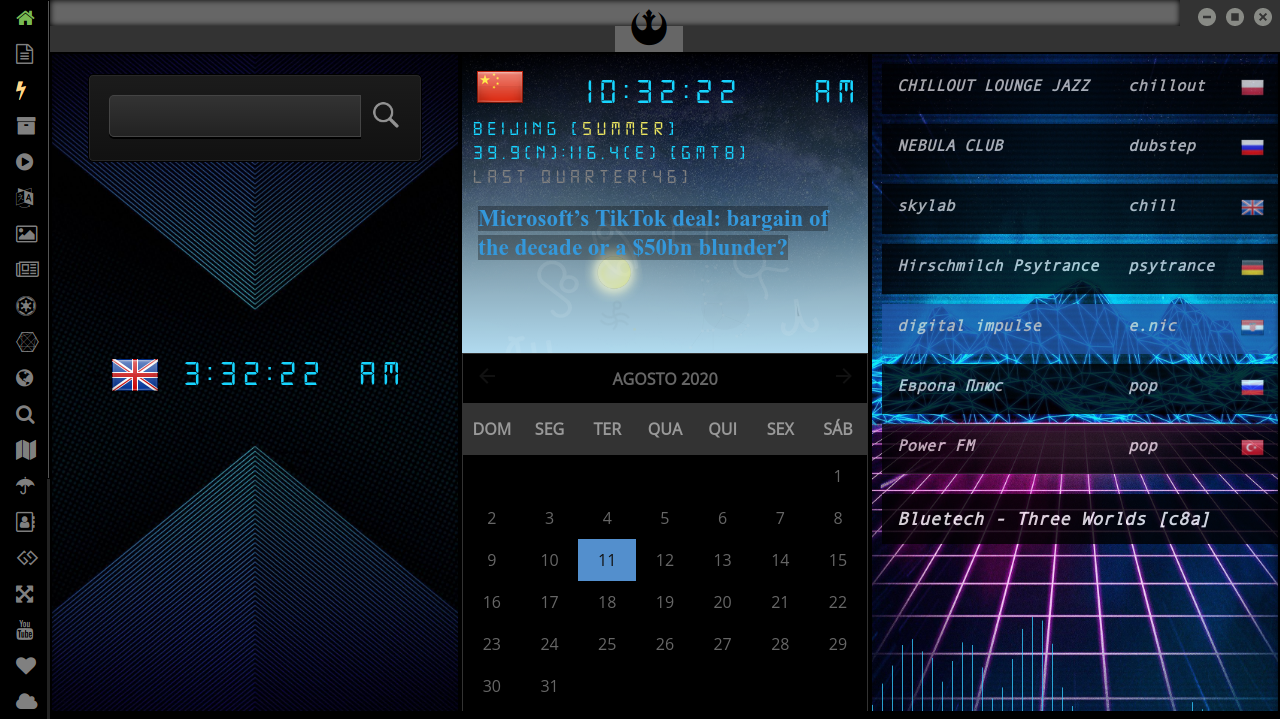 3:32:22 AM
10:32:22 AM
BEIJING (SUMMER)
39.9(N):116.4(E) (GMT8)
LAST QUARTER(46)
Microsoft’s TikTok deal: bargain of
the decade or a $50bn blunder?
AGOSTO 2020
DOM SEG TER QUA QUI SEX SÁB
1
2 3 4 5 6 7 8
9 10 11 12 13 14 15
16 17 18 19 20 21 22
23 24 25 26 27 28 29
30 31
CHILLOUT LOUNGE JAZZ chillout
NEBULA CLUB dubstep
skylab chill
Hirschmilch Psytrance psytrance
digital impulse e.nic
Европа Плюс pop
Power FM pop
Bluetech - Three Worlds [c8a]
You
Tube